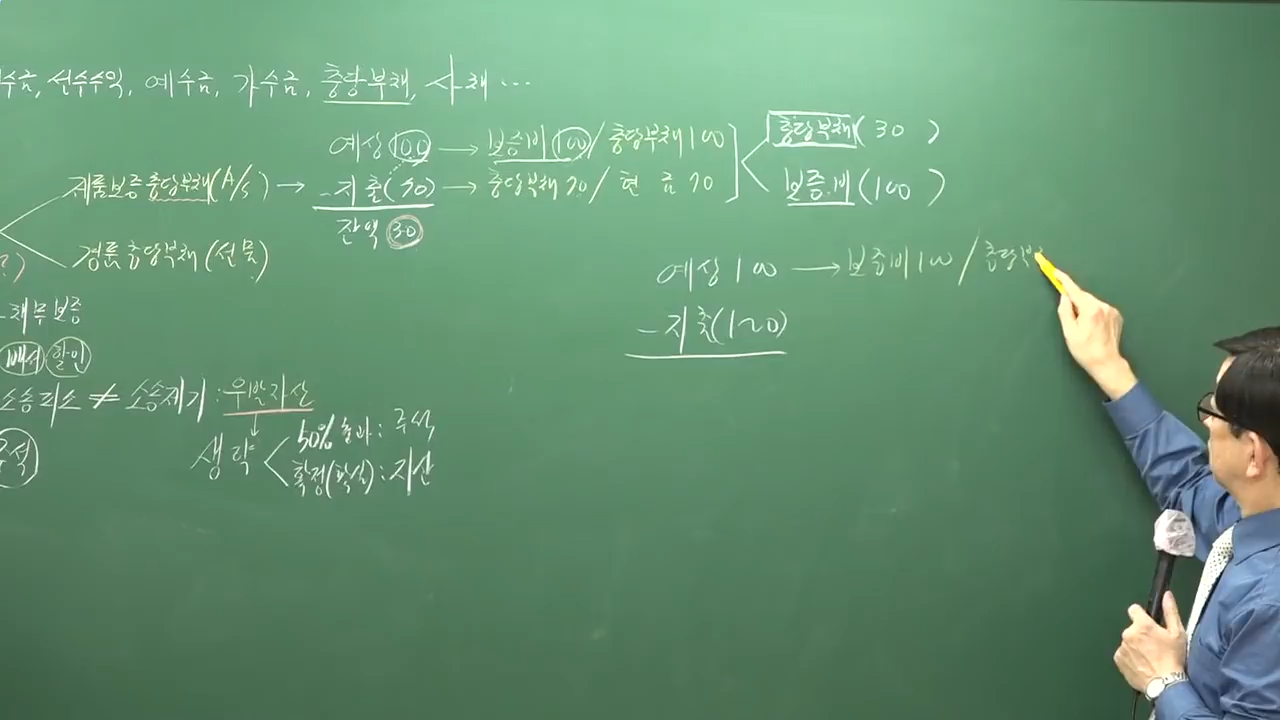 수금, 선수수익, 예수금, 가수금, 충당부채, 사채 ...
예상 100 → 보증비 100 / 충당부채 100
충당부채 (30)
제품보증충당부채(A/s) → -지출(70) → 충당부채 70 / 현금 70
보증비 (100)
잔액 30
경품충당부채(선물)
?)
예상 100 → 보증비 100 / 충당부
-채무보증
-지출(120)
배서 할인
소송피소 ≠ 소송제기 : 우발자산
50% 초과 : 주석
생략
확정(확실) : 자산